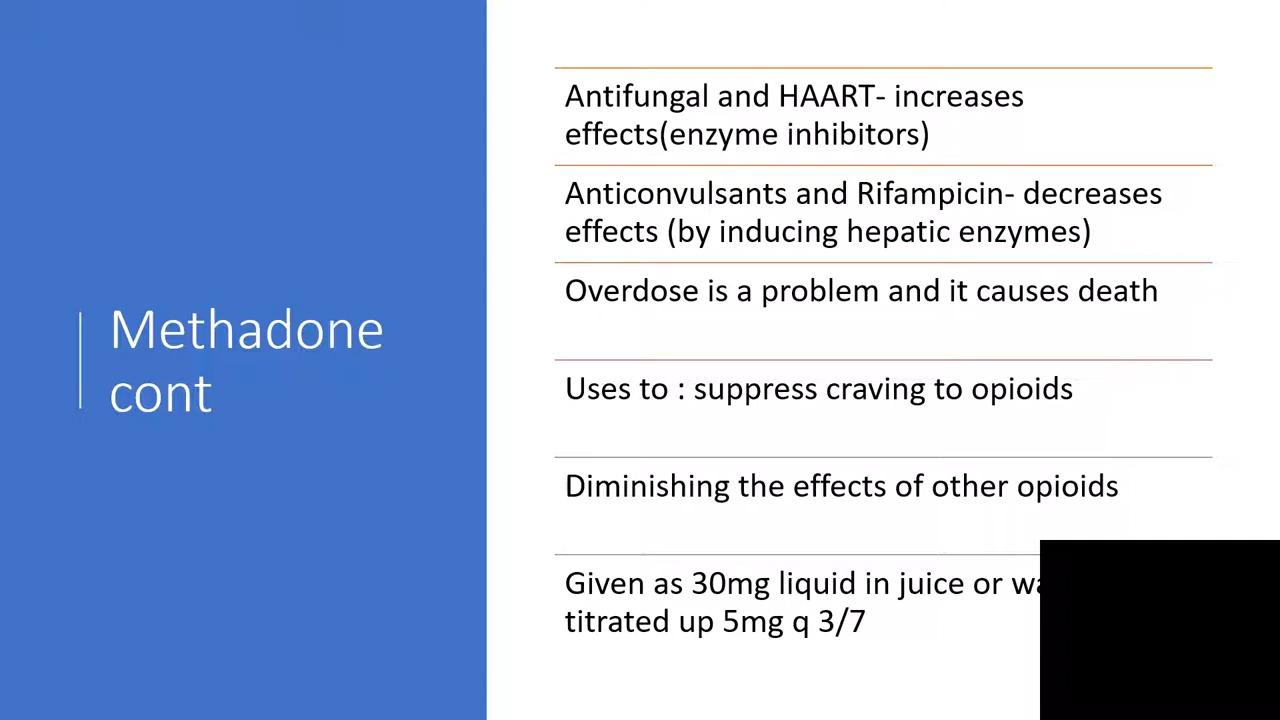 Methadone
cont
Antifungal and HAART- increases
effects(enzyme inhibitors)
Anticonvulsants and Rifampicin- decreases
effects (by inducing hepatic enzymes)
Overdose is a problem and it causes death
Uses to : suppress craving to opioids
Diminishing the effects of other opioids
Given as 30mg liquid in juice or
titrated up 5mg q 3/7